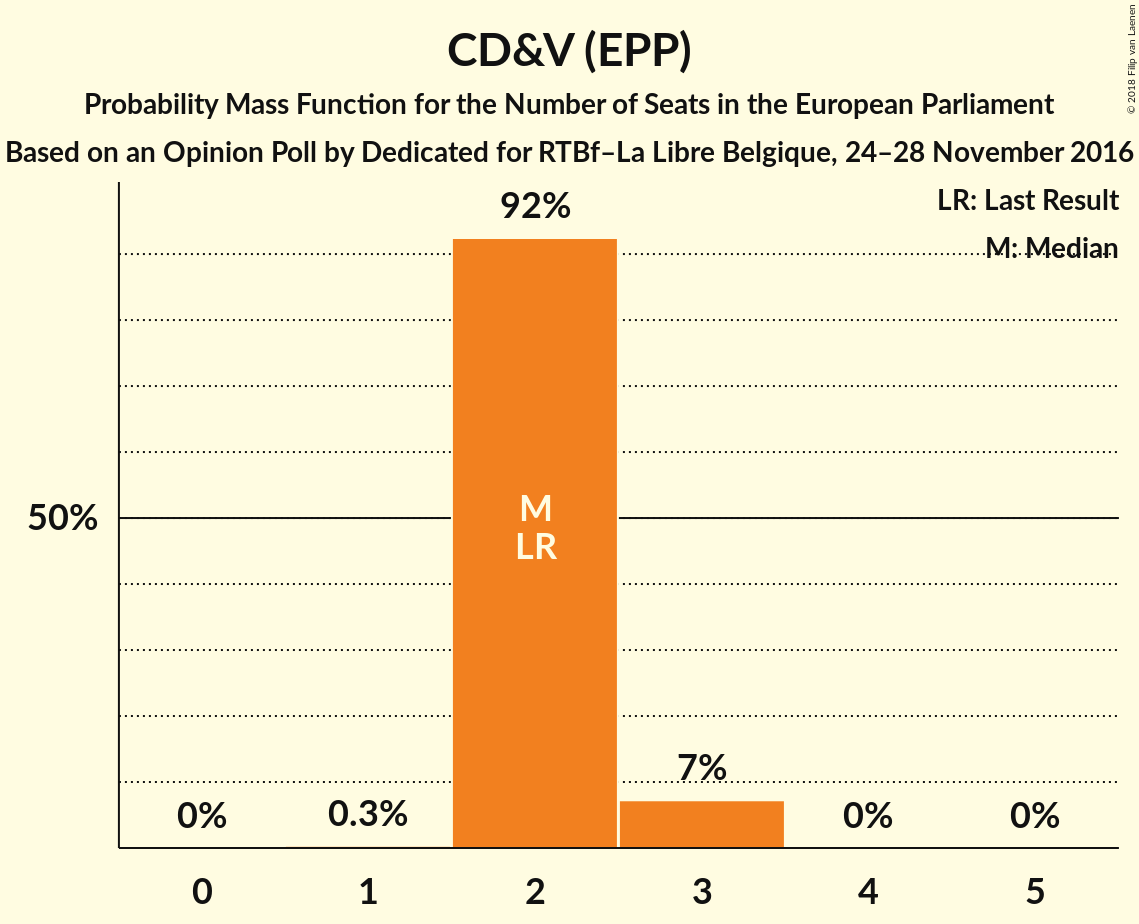 CD&V (EPP)
Probability Mass Function for the Number of Seats in the European Parliament
Based on an Opinion Poll by Dedicated for RTBf–La Libre Belgique, 24–28 November 2016
© 2018 Filip van Laenen
LR: Last Result
M: Median
92%
50%
M
LR
7%
0%
0.3%
0%
0%
0
1
2
3
4
5